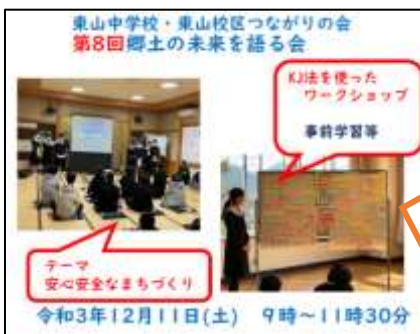 東山中学校・東山校区つながりの会
第8回郷土の未来を語る会
KJ法を使った
ワークショップ
事前学習等
テーマ
安心安全なまちづくり
令和3年12月11日(土) 9時～11時30分